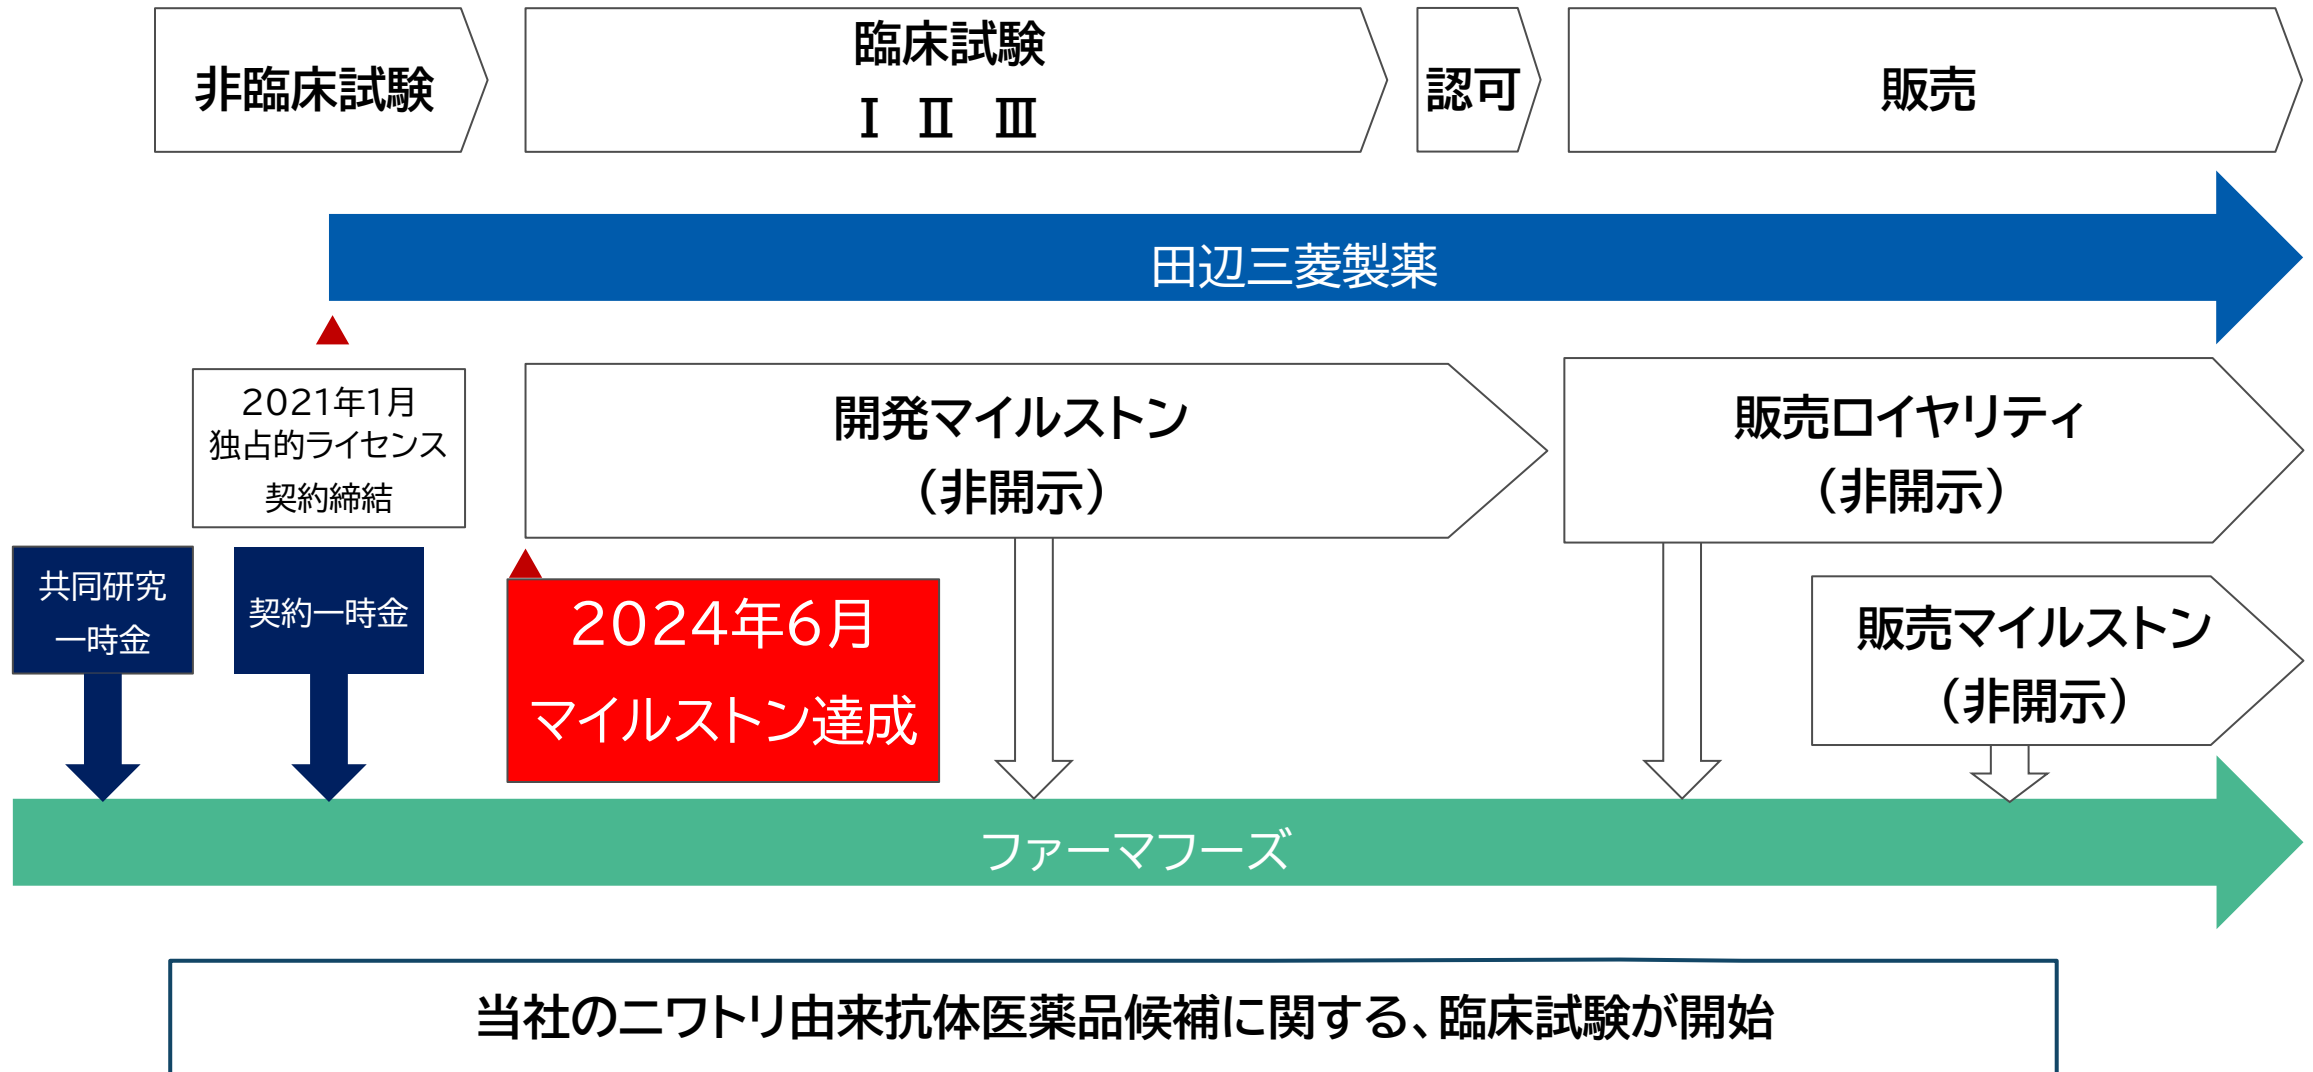 非臨床試験
臨床試験
Ⅰ Ⅱ Ⅲ
認可
販売
田辺三菱製薬
2021年1月
独占的ライセンス
契約締結
開発マイルストン
（非開示）
販売ロイヤリティ
（非開示）
共同研究
一時金
契約一時金
2024年6月
マイルストン達成
販売マイルストン
（非開示）
ファーマフーズ
当社のニワトリ由来抗体医薬品候補に関する、臨床試験が開始